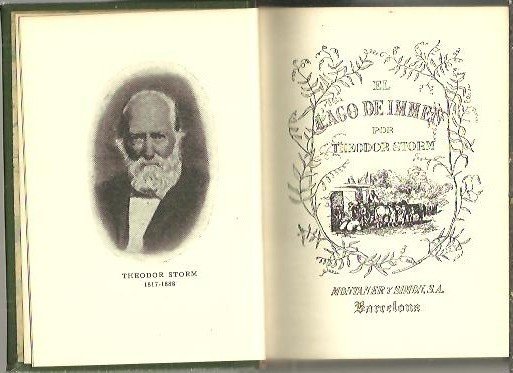 THEODOR STORM
1817-1888
EL
LAGO DE IMMEN
POR
THEODOR STORM
MONTANER Y SIMON, S.A.
Barcelona